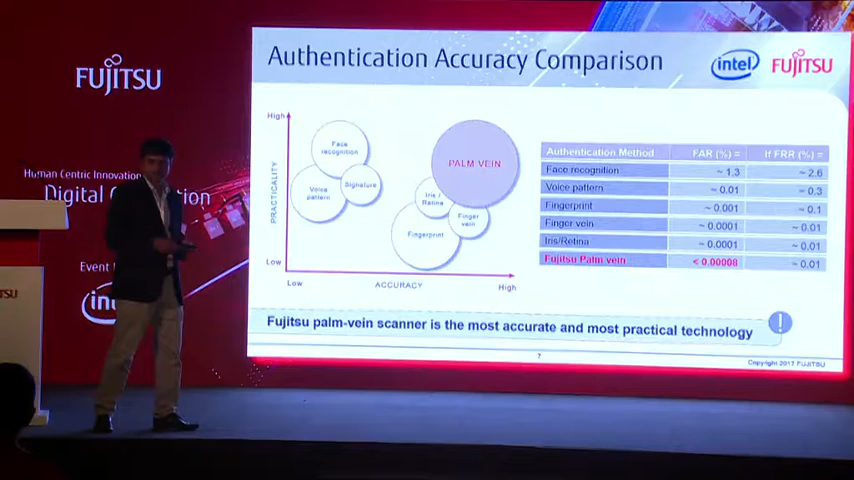 FUJITSU
Human Centric Innovation
Digital
tion
Event
int
SU
Authentication Accuracy Comparison
intel
FUJITSU
High
PRACTICALITY
Low
Low
ACCURACY
High
Face
recognition
Voice
pattern
Signature
PALM VEIN
Iris /
Retina
Finger
vein
Fingerprint
Authentication Method FAR (%) = If FRR (%) =
Face recognition ~ 1.3 ~ 2.6
Voice pattern ~ 0.01 ~ 0.3
Fingerprint ~ 0.001 ~ 0.1
Finger vein ~ 0.0001 ~ 0.01
Iris/Retina ~ 0.0001 ~ 0.01
Fujitsu Palm vein < 0.00008 ~ 0.01
Fujitsu palm-vein scanner is the most accurate and most practical technology
!
7
Copyright 2017 FUJITSU